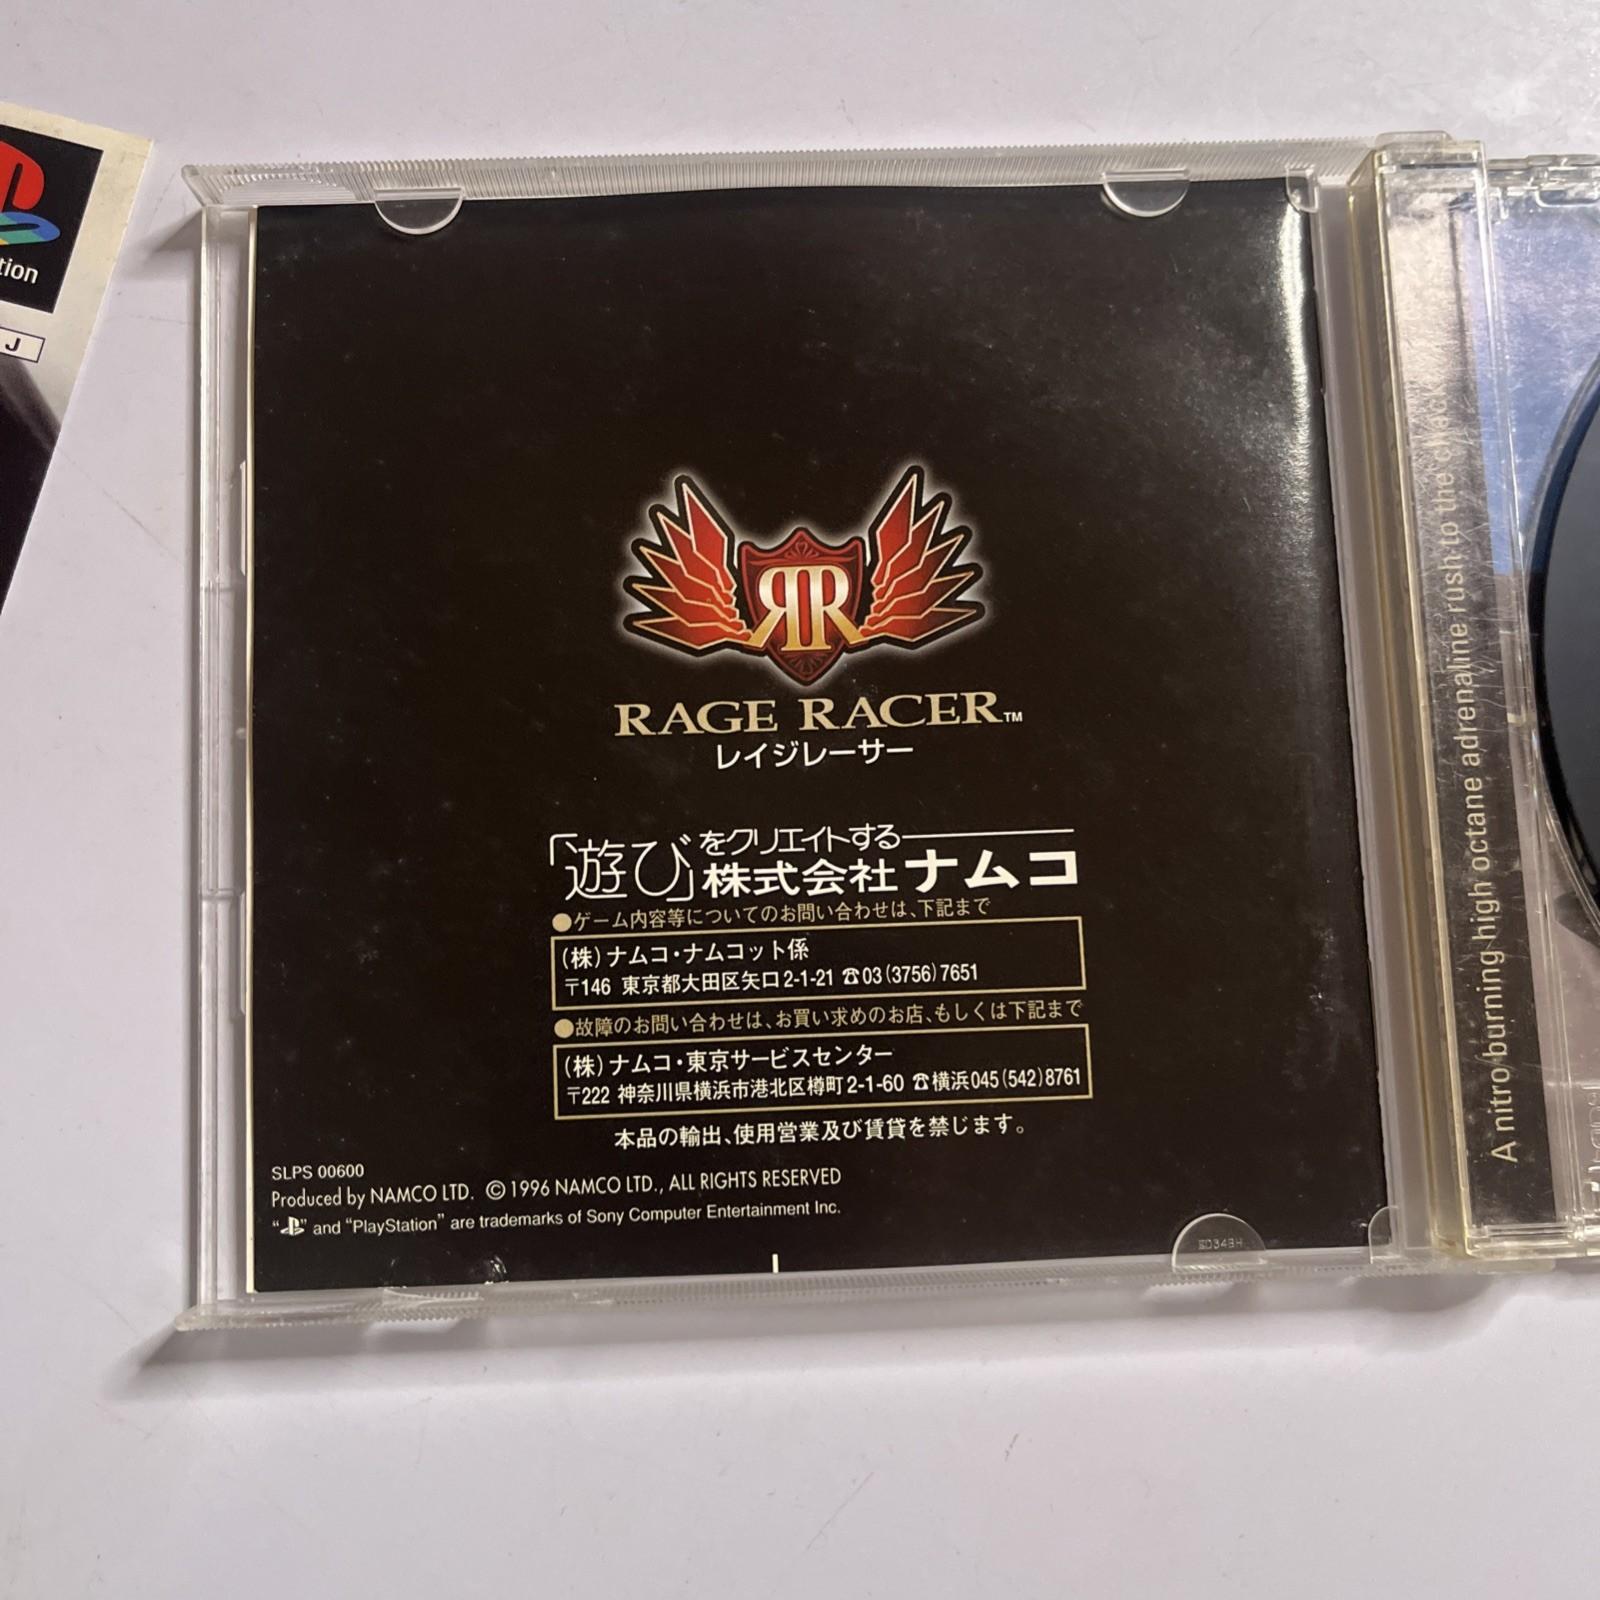 tion
J
RR
RAGE RACER™
レイジレーサー
「遊び」をクリエイトする
株式会社ナムコ
●ゲーム内容等についてのお問い合わせは、下記まで
(株)ナムコ・ナムコット係
〒146 東京都大田区矢口2-1-21 ☎03(3756)7651
●故障のお問い合わせは、お買い求めのお店、もしくは下記まで
(株)ナムコ・東京サービスセンター
〒222 神奈川県横浜市港北区樽町2-1-60 ☎横浜045(542)8761
本品の輸出、使用営業及び賃貸を禁じます。
SLPS 00600
Produced by NAMCO LTD. ©1996 NAMCO LTD., ALL RIGHTS RESERVED
"PS" and "PlayStation" are trademarks of Sony Computer Entertainment Inc.
A nitro burning high octane adrenaline rush to the